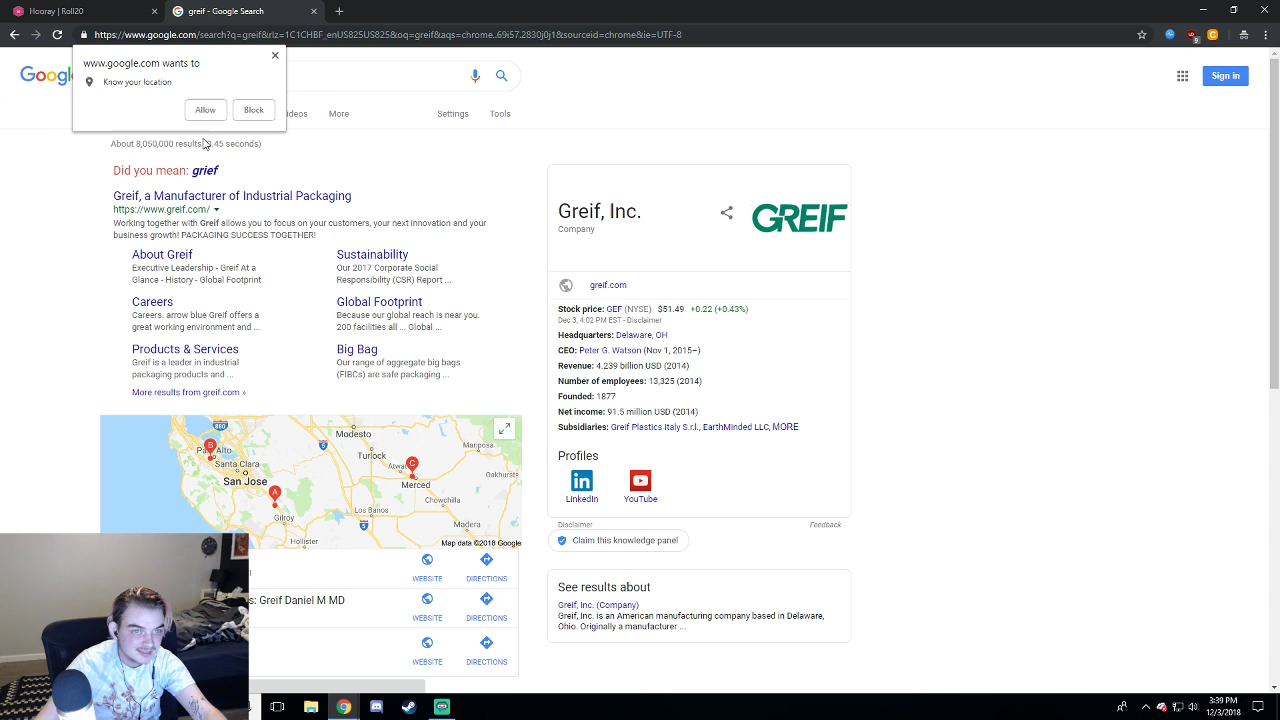 Hooray | Roll20
greif - Google Search
https://www.google.com/search?q=greif&rlz=1C1CHBF_enUS825US825&oq=greif&aqs=chrome..69i57.2830j0j1&sourceid=chrome&ie=UTF-8
9
www.google.com wants to
Know your location
Allow Block
Googl
Sign in
ideos More Settings Tools
About 8,050,000 results .45 seconds)
Did you mean: grief
Greif, a Manufacturer of Industrial Packaging
https://www.greif.com/
Working together with Greif allows you to focus on your customers, your next innovation and your
business growth! PACKAGING SUCCESS TOGETHER!
About Greif
Executive Leadership - Greif At a
Glance - History - Global Footprint
Sustainability
Our 2017 Corporate Social
Responsibility (CSR) Report ...
Careers
Careers. arrow blue Greif offers a
great working environment and ...
Global Footprint
Because our global reach is near you.
200 facilities all ... Global ...
Products & Services
Greif is a leader in industrial
packaging products and ...
Big Bag
Our range of aggregate big bags
(FIBCs) are safe packaging ...
More results from greif.com »
880
Modesto
5
Mariposa
B
Palo Alto
Turlock
C
Oakhurst
Santa Clara
Atwat
San Jose
Merced
A
Chowchilla
Los Banos
Gilroy
5
Madera
Hollister
Map data ©2018 Google
WEBSITE DIRECTIONS
s: Greif Daniel M MD
WEBSITE DIRECTIONS
WEBSITE DIRECTIONS
Greif, Inc.
Company
GREIF
greif.com
Stock price: GEF (NYSE) $51.49 +0.22 (+0.43%)
Dec 3, 4:02 PM EST - Disclaimer
Headquarters: Delaware, OH
CEO: Peter G. Watson (Nov 1, 2015–)
Revenue: 4.239 billion USD (2014)
Number of employees: 13,325 (2014)
Founded: 1877
Net income: 91.5 million USD (2014)
Subsidiaries: Greif Plastics Italy S.r.l., EarthMinded LLC, MORE
Profiles
LinkedIn YouTube
Disclaimer Feedback
Claim this knowledge panel
See results about
Greif, Inc. (Company)
Greif, Inc. is an American manufacturing company based in Delaware,
Ohio. Originally a manufacturer ...
3:39 PM
12/3/2018